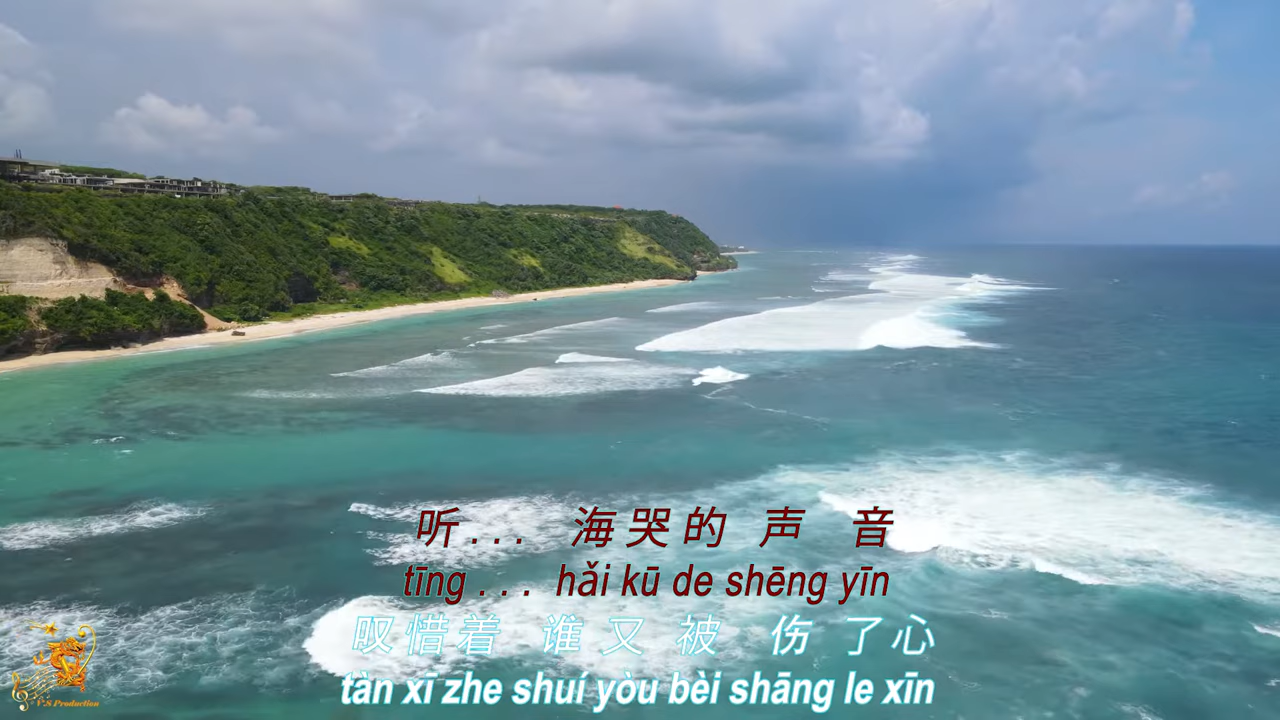 听... 海哭的 声 音
tīng ... hǎi kū de shēng yīn
叹惜着 谁 又 被 伤 了心
tàn xī zhe shuí yòu bèi shāng le xīn
V.S Production